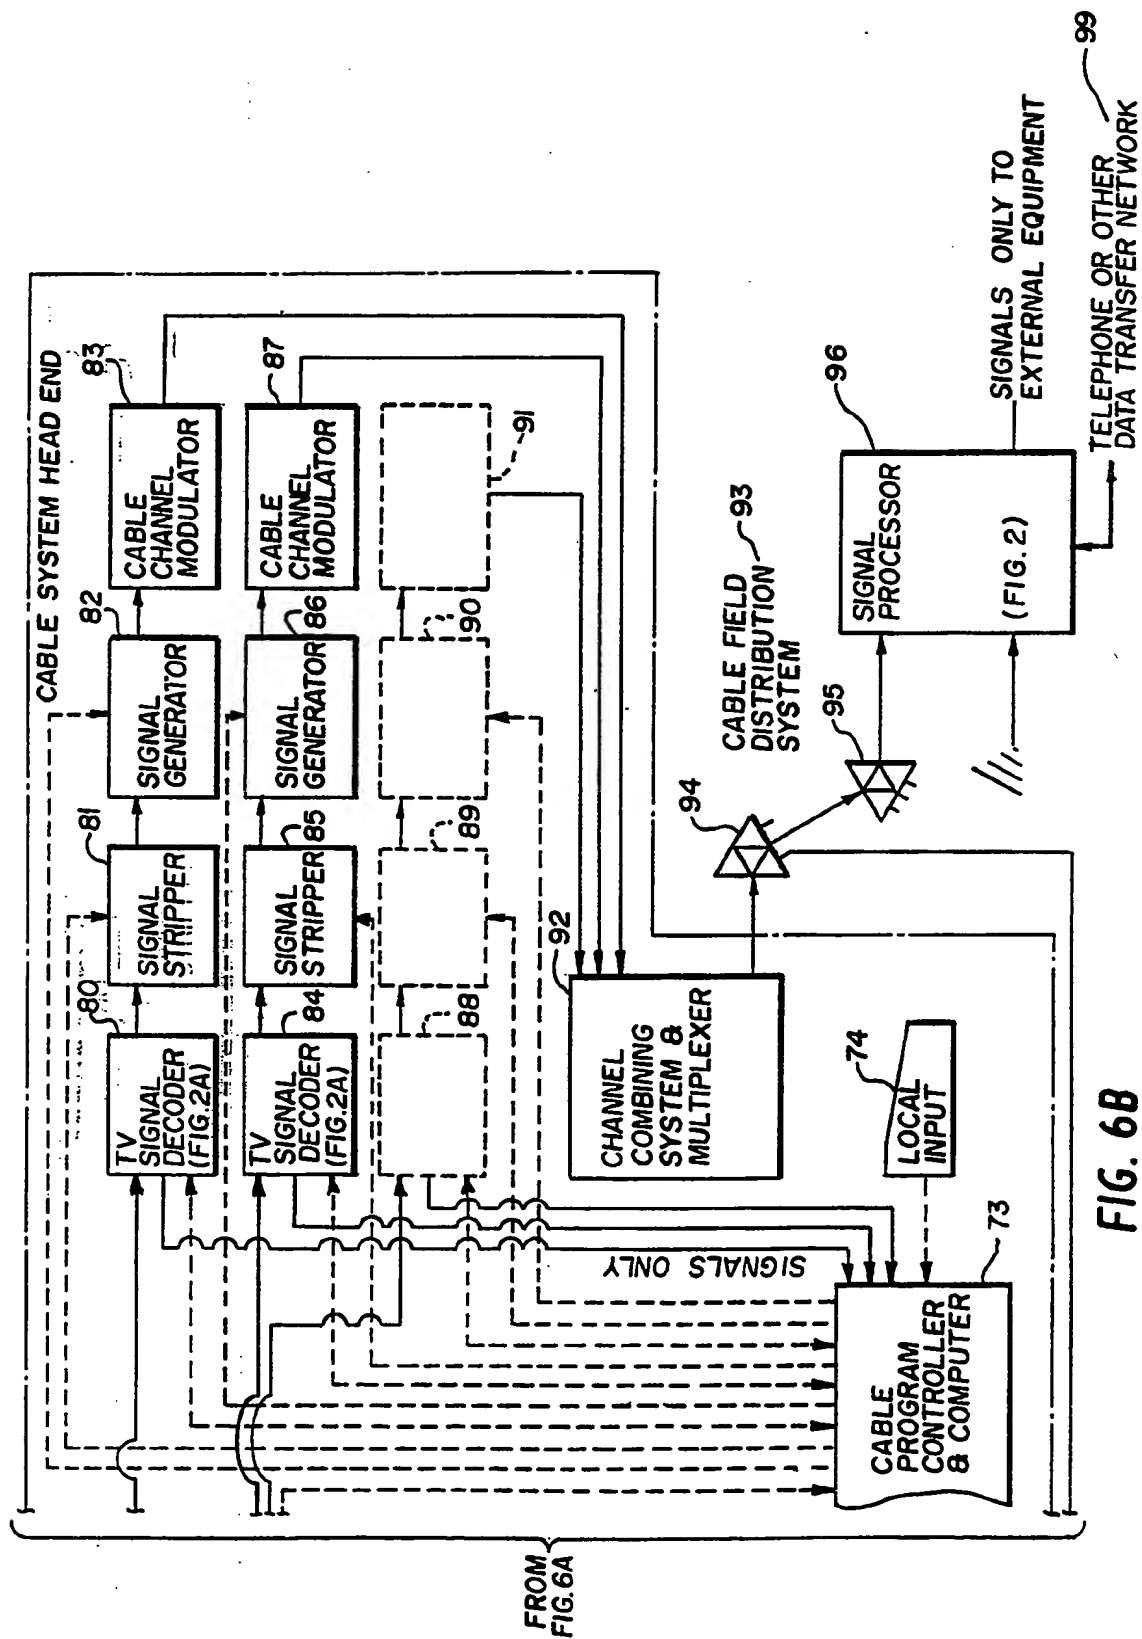 CABLE SYSTEM HEAD END
80
TV
SIGNAL
DECODER
(FIG.2A)
81
SIGNAL
STRIPPER
82
SIGNAL
GENERATOR
83
CABLE
CHANNEL
MODULATOR
84
TV
SIGNAL
DECODER
(FIG.2A)
85
SIGNAL
STRIPPER
86
SIGNAL
GENERATOR
87
CABLE
CHANNEL
MODULATOR
88
89
90
91
SIGNALS ONLY
92
CHANNEL
COMBINING
SYSTEM &
MULTIPLEXER
CABLE FIELD
DISTRIBUTION
SYSTEM
93
94
95
96
SIGNAL
PROCESSOR
(FIG.2)
SIGNALS ONLY TO
EXTERNAL EQUIPMENT
99
TELEPHONE OR OTHER
DATA TRANSFER NETWORK
74
LOCAL
INPUT
73
CABLE
PROGRAM
CONTROLLER
& COMPUTER
FROM
FIG.6A
FIG. 6B